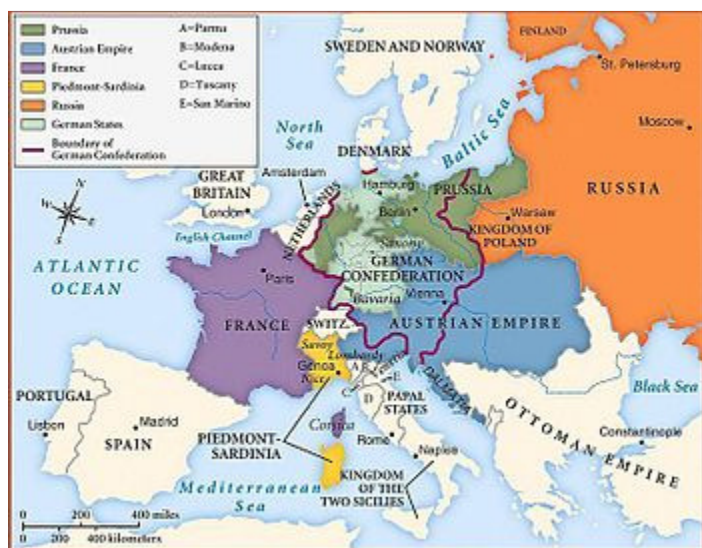 Prussia
Austrian Empire
France
Piedmont-Sardinia
Russia
German States
Boundary of
German Confederation
A=Parma
B=Modena
C=Lucca
D=Tuscany
E=San Marino
SWEDEN AND NORWAY
FINLAND
St. Petersburg
Moscow
North
Sea
Baltic Sea
DENMARK
GREAT
BRITAIN
London
Amsterdam
NETHERLANDS
Hamburg
Berlin
PRUSSIA
RUSSIA
Warsaw
KINGDOM OF
POLAND
N
W
E
S
English Channel
ATLANTIC
OCEAN
Paris
Saxony
GERMAN
CONFEDERATION
Bavaria
Vienna
FRANCE
SWITZ.
AUSTRIAN EMPIRE
Savoy
Lombardy
Venetia
Genoa
Nice
A
B
C
D
E
DALMATIA
PAPAL
STATES
Black Sea
PORTUGAL
Lisbon
Madrid
SPAIN
Corsica
Rome
Naples
OTTOMAN EMPIRE
Constantinople
PIEDMONT-
SARDINIA
KINGDOM
OF THE
TWO SICILIES
Mediterranean
Sea
0 200 400 miles
0 200 400 kilometers